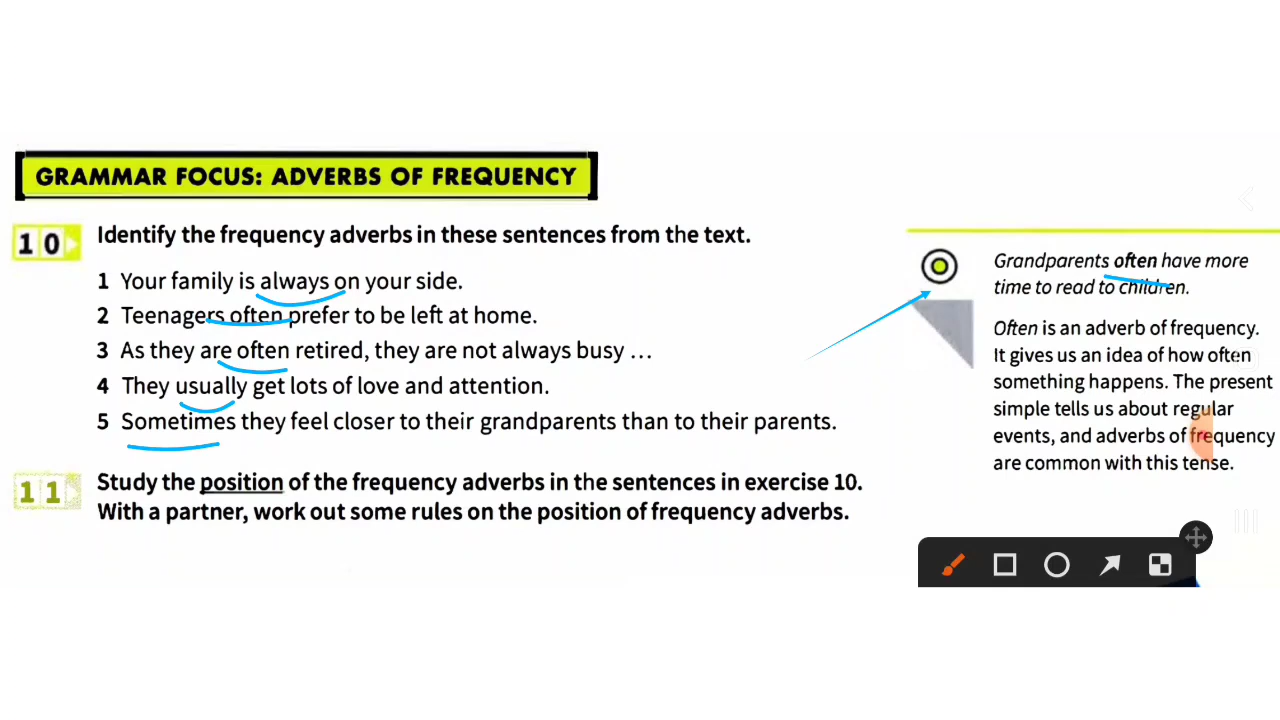 GRAMMAR FOCUS: ADVERBS OF FREQUENCY
10 Identify the frequency adverbs in these sentences from the text.
1 Your family is always on your side.
2 Teenagers often prefer to be left at home.
3 As they are often retired, they are not always busy …
4 They usually get lots of love and attention.
5 Sometimes they feel closer to their grandparents than to their parents.
11 Study the position of the frequency adverbs in the sentences in exercise 10.
With a partner, work out some rules on the position of frequency adverbs.
Grandparents often have more
time to read to children.
Often is an adverb of frequency.
It gives us an idea of how often
something happens. The present
simple tells us about regular
events, and adverbs of frequency
are common with this tense.